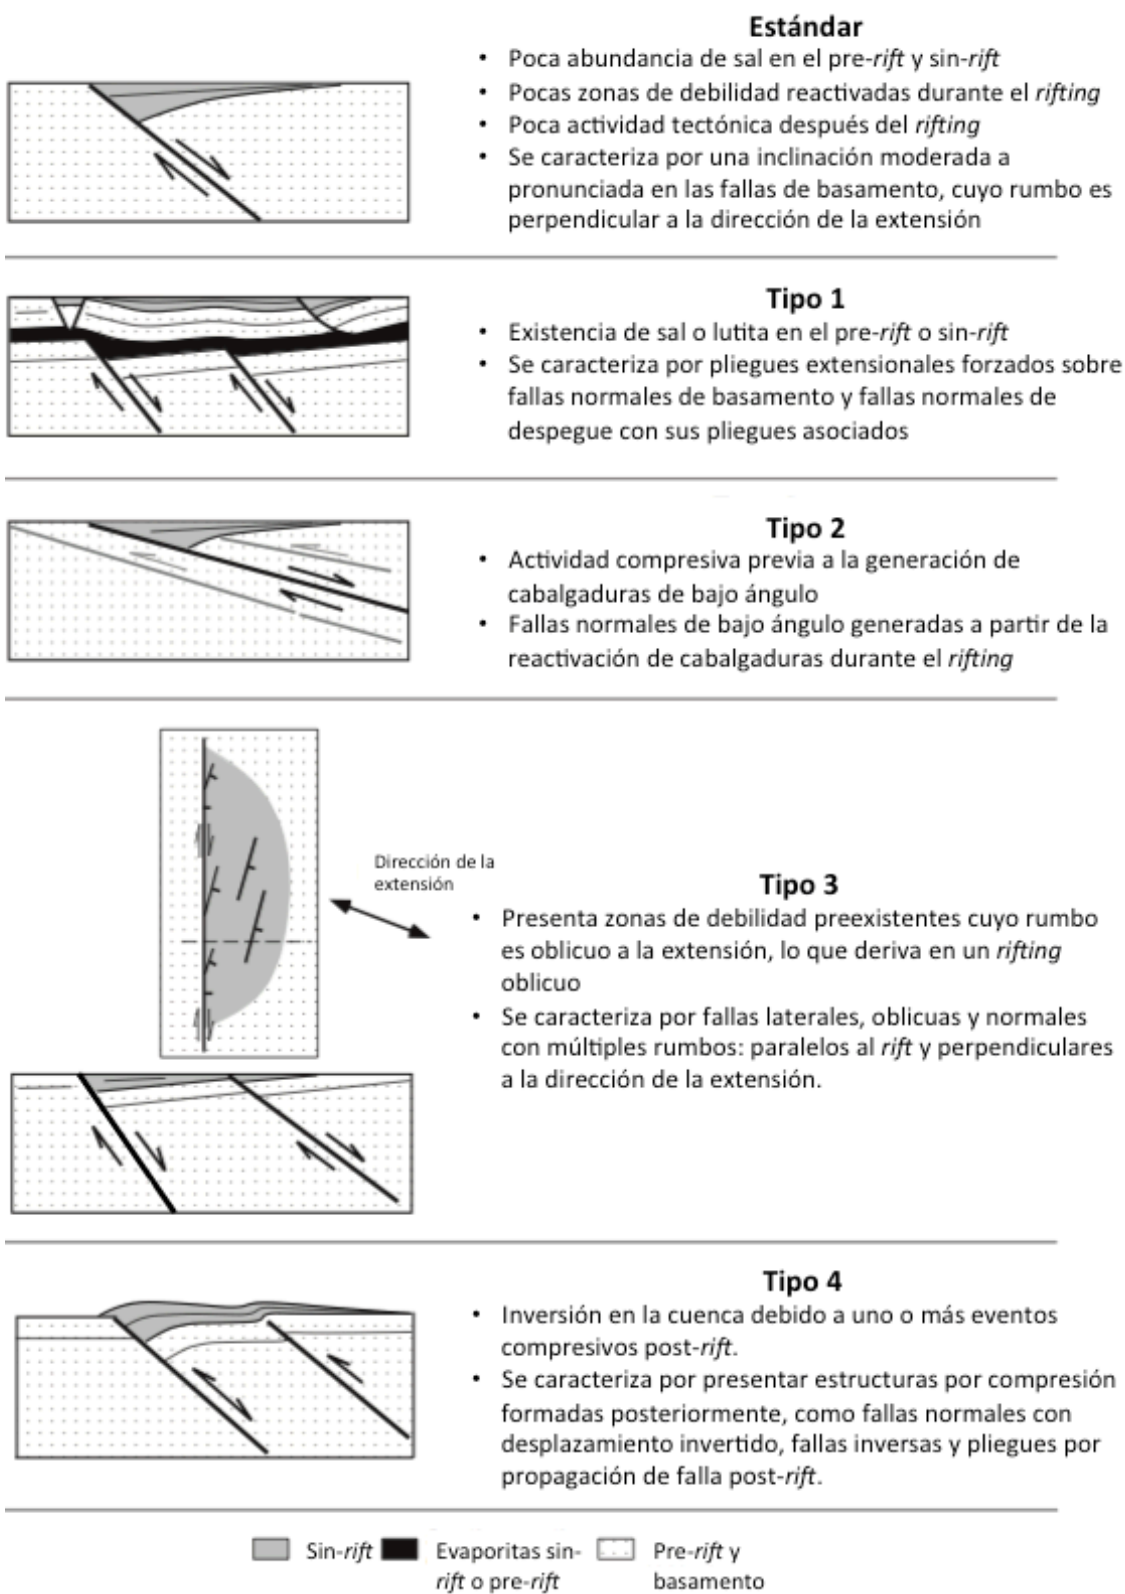 Estándar
• Poca abundancia de sal en el pre-rift y sin-rift
• Pocas zonas de debilidad reactivadas durante el rifting
• Poca actividad tectónica después del rifting
• Se caracteriza por una inclinación moderada a
pronunciada en las fallas de basamento, cuyo rumbo es
perpendicular a la dirección de la extensión
Tipo 1
• Existencia de sal o lutita en el pre-rift o sin-rift
• Se caracteriza por pliegues extensionales forzados sobre
fallas normales de basamento y fallas normales de
despegue con sus pliegues asociados
Tipo 2
• Actividad compresiva previa a la generación de
cabalgaduras de bajo ángulo
• Fallas normales de bajo ángulo generadas a partir de la
reactivación de cabalgaduras durante el rifting
Dirección de la
extensión
Tipo 3
• Presenta zonas de debilidad preexistentes cuyo rumbo
es oblicuo a la extensión, lo que deriva en un rifting
oblicuo
• Se caracteriza por fallas laterales, oblicuas y normales
con múltiples rumbos: paralelos al rift y perpendiculares
a la dirección de la extensión.
Tipo 4
• Inversión en la cuenca debido a uno o más eventos
compresivos post-rift.
• Se caracteriza por presentar estructuras por compresión
formadas posteriormente, como fallas normales con
desplazamiento invertido, fallas inversas y pliegues por
propagación de falla post-rift.
Sin-rift
Evaporitas sin-
rift o pre-rift
Pre-rift y
basamento